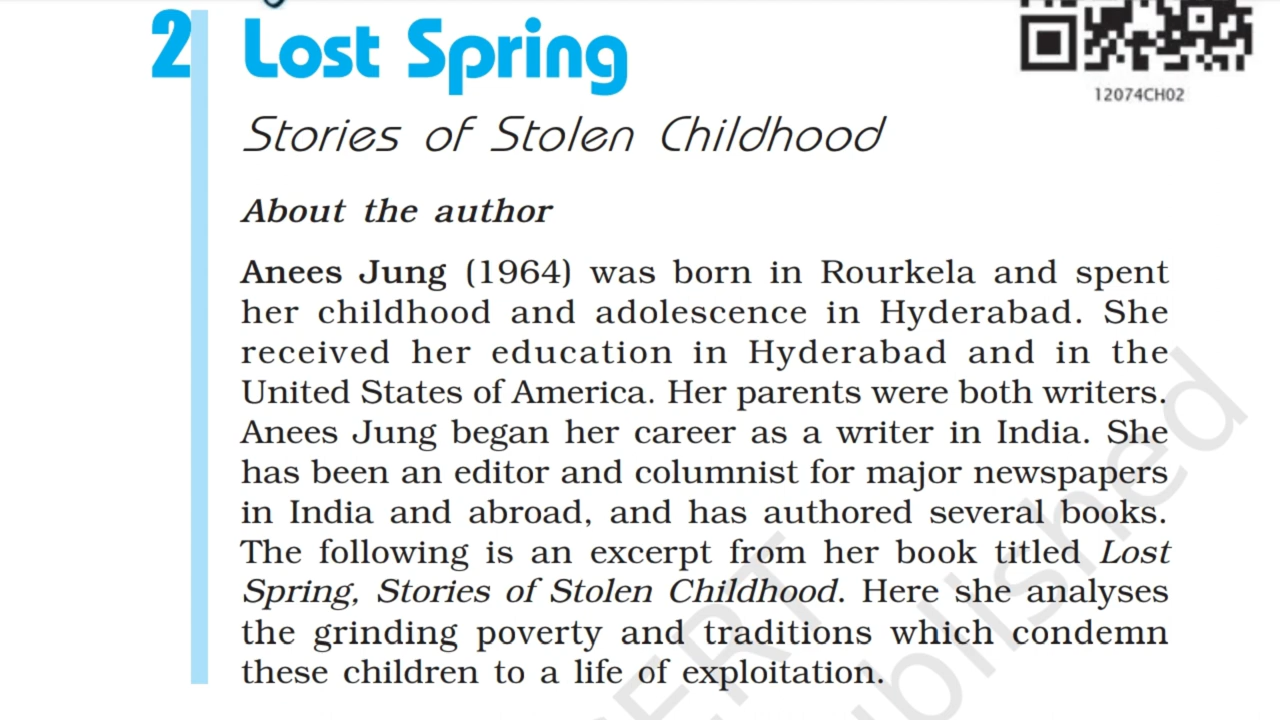 2 Lost Spring
12074CH02
Stories of Stolen Childhood
About the author
Anees Jung (1964) was born in Rourkela and spent
her childhood and adolescence in Hyderabad. She
received her education in Hyderabad and in the
United States of America. Her parents were both writers.
Anees Jung began her career as a writer in India. She
has been an editor and columnist for major newspapers
in India and abroad, and has authored several books.
The following is an excerpt from her book titled Lost
Spring, Stories of Stolen Childhood. Here she analyses
the grinding poverty and traditions which condemn
these children to a life of exploitation.